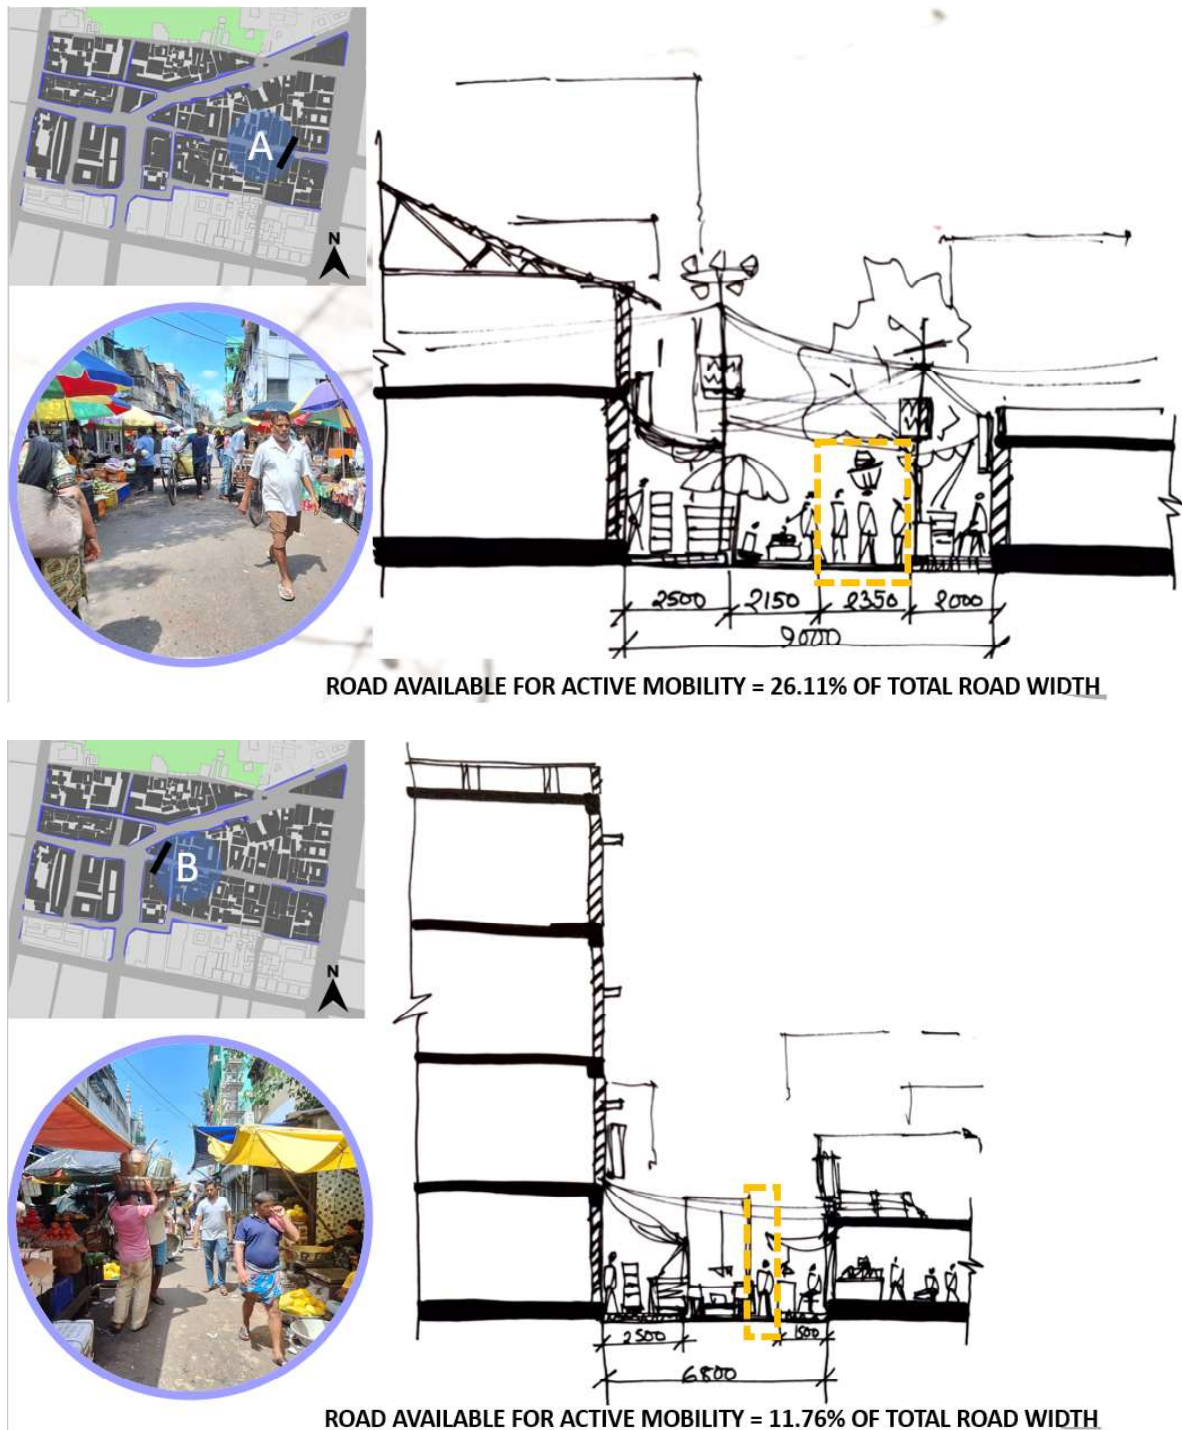 A
N
2500 2150 2350 2000
9000
ROAD AVAILABLE FOR ACTIVE MOBILITY = 26.11% OF TOTAL ROAD WIDTH
B
N
2500 1500
6800
ROAD AVAILABLE FOR ACTIVE MOBILITY = 11.76% OF TOTAL ROAD WIDTH